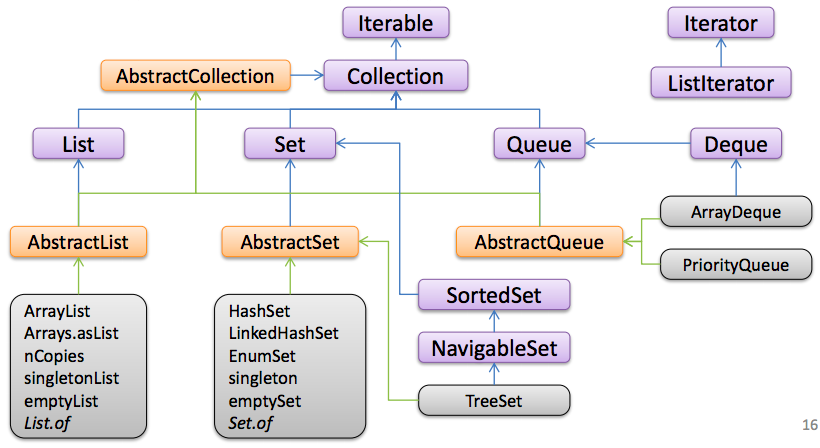 Iterable
Iterator
AbstractCollection
Collection
ListIterator
List
Set
Queue
Deque
ArrayDeque
AbstractList
AbstractSet
AbstractQueue
PriorityQueue
ArrayList
Arrays.asList
nCopies
singletonList
emptyList
List.of
HashSet
LinkedHashSet
EnumSet
singleton
emptySet
Set.of
SortedSet
NavigableSet
TreeSet
16